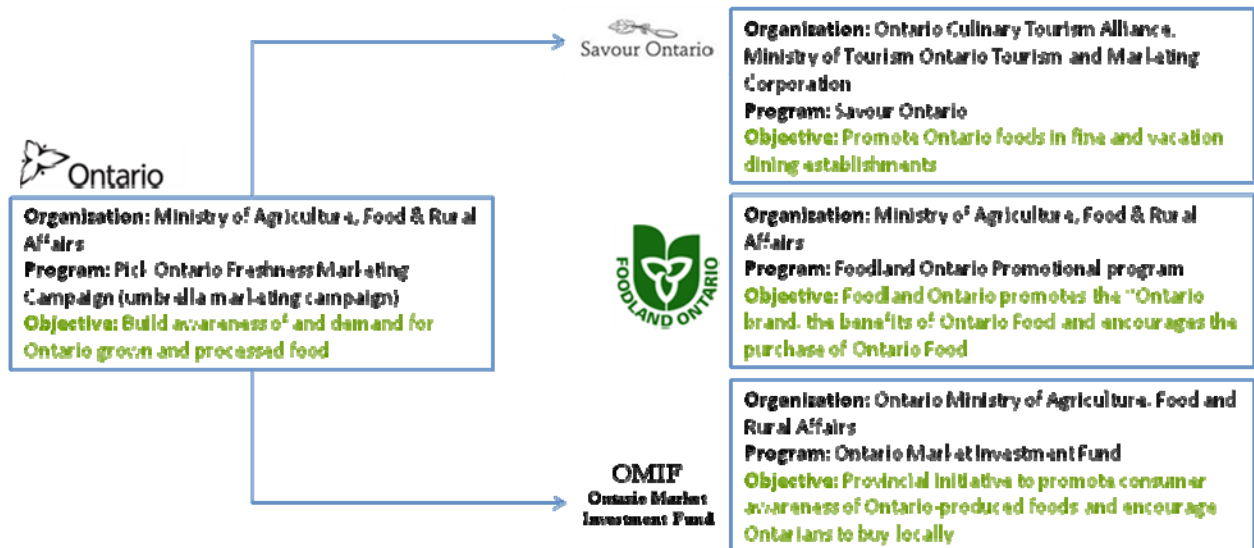 Ontario
Organization: Ministry of Agriculture, Food & Rural
Affairs
Program: Pick Ontario Freshness Marketing
Campaign (umbrella marketing campaign)
Objective: Build awareness of and demand for
Ontario grown and processed food
Savour Ontario
Organization: Ontario Culinary Tourism Alliance,
Ministry of Tourism Ontario Tourism and Marketing
Corporation
Program: Savour Ontario
Objective: Promote Ontario foods in fine and vacation
dining establishments
FOODLAND ONTARIO
Organization: Ministry of Agriculture, Food & Rural
Affairs
Program: Foodland Ontario Promotional program
Objective: Foodland Ontario promotes the "Ontario
brand, the benefits of Ontario Food and encourages the
purchase of Ontario Food
OMIF
Ontario Market
Investment Fund
Organization: Ontario Ministry of Agriculture, Food and
Rural Affairs
Program: Ontario Market Investment Fund
Objective: Provincial initiative to promote consumer
awareness of Ontario-produced foods and encourage
Ontarians to buy locally